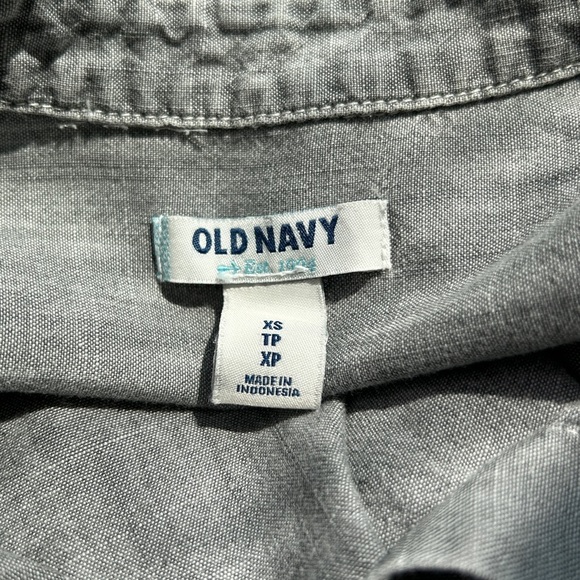 OLD NAVY
Est. 1994
XS
TP
XP
MADE IN
INDONESIA